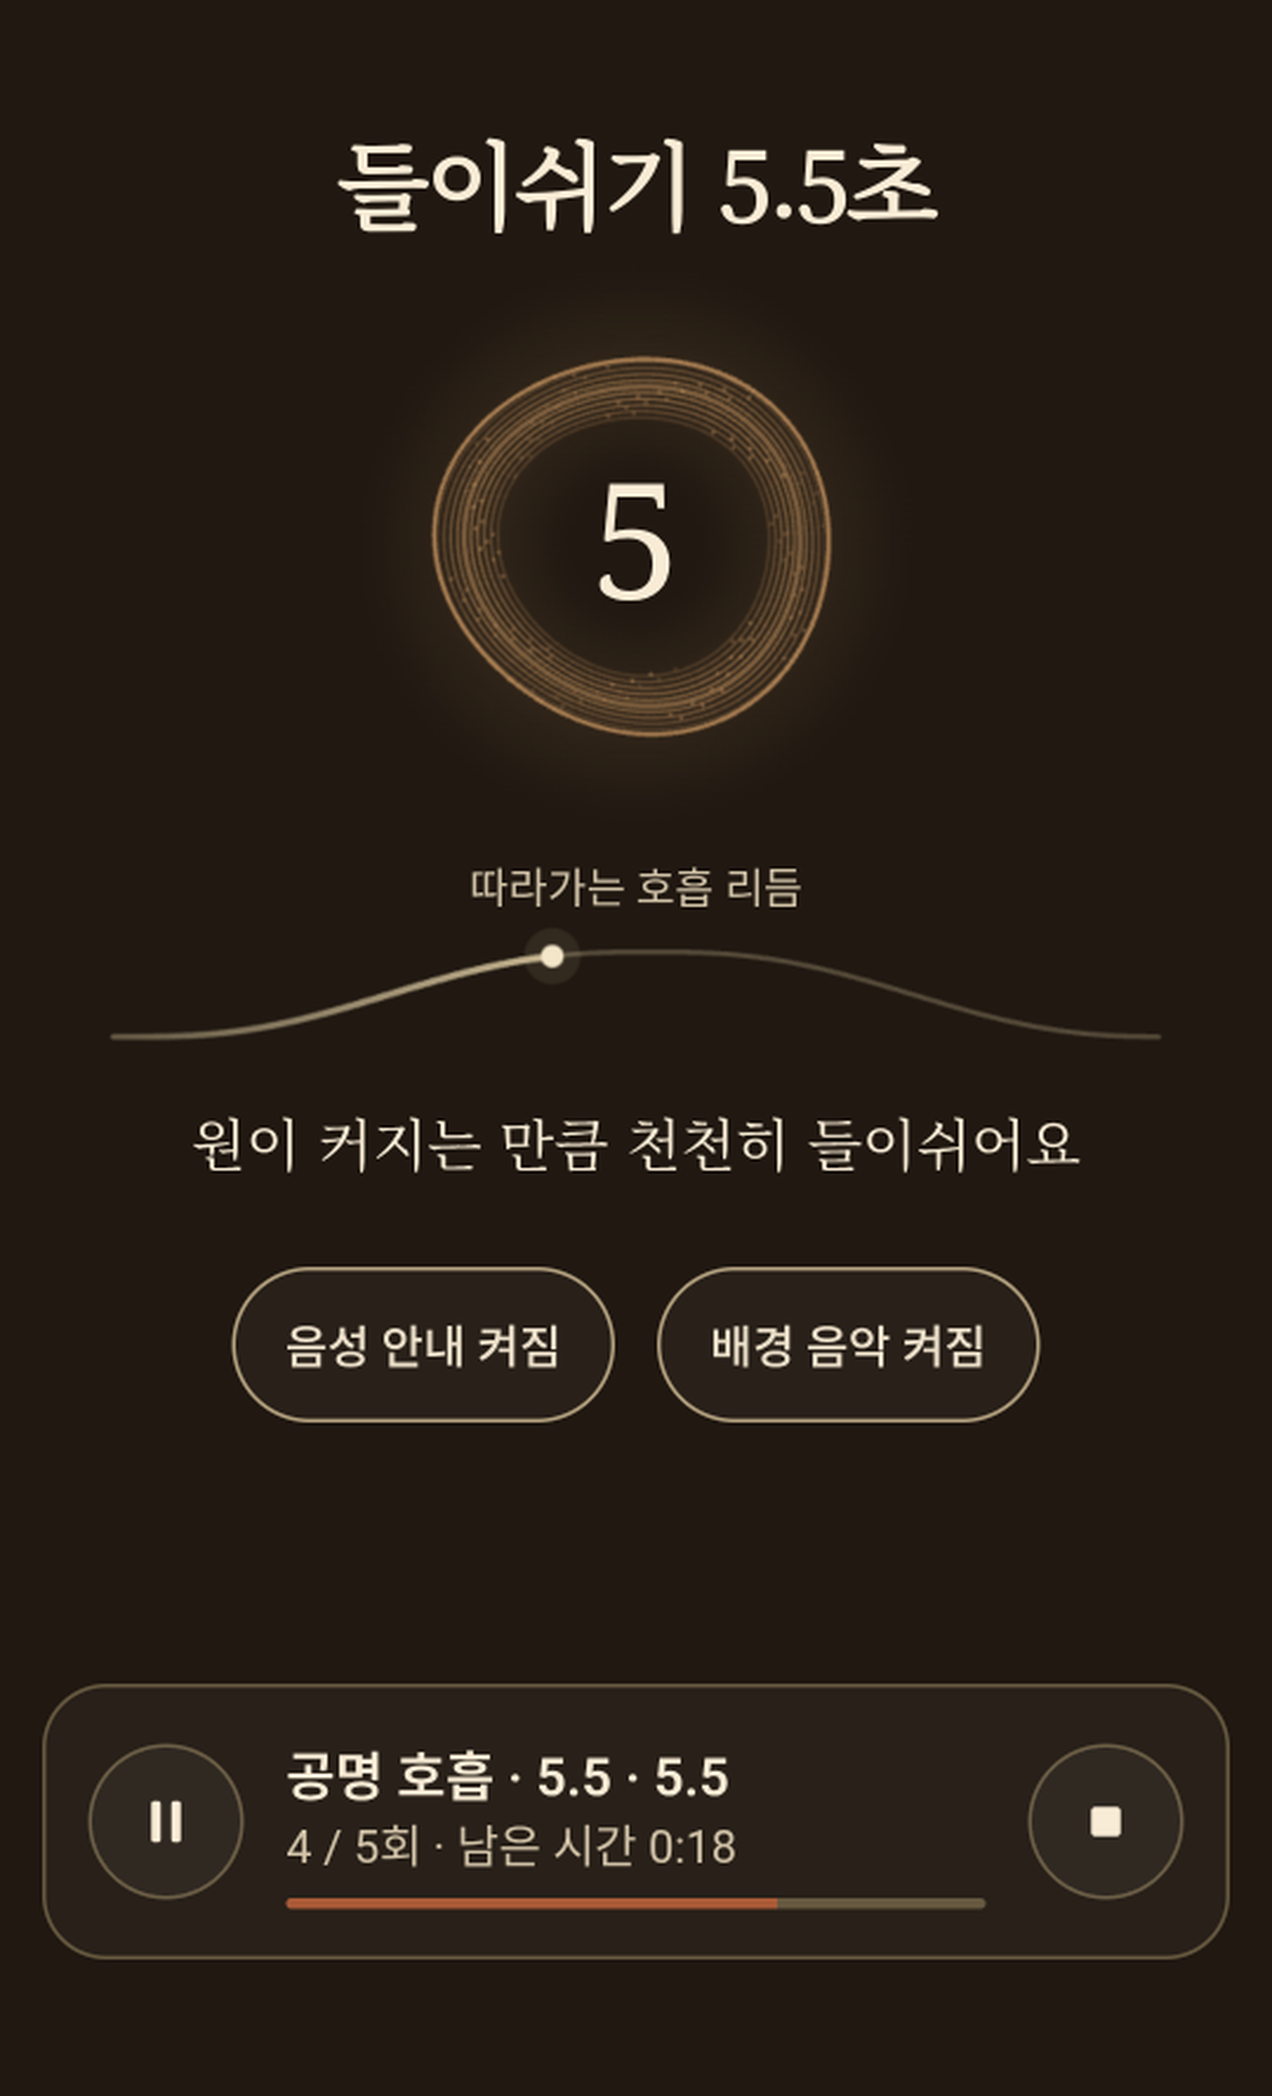 들이쉬기 5.5초
5
따라가는 호흡 리듬
원이 커지는 만큼 천천히 들이쉬어요
음성 안내 켜짐
배경 음악 켜짐
공명 호흡 · 5.5 · 5.5
4 / 5회 · 남은 시간 0:18